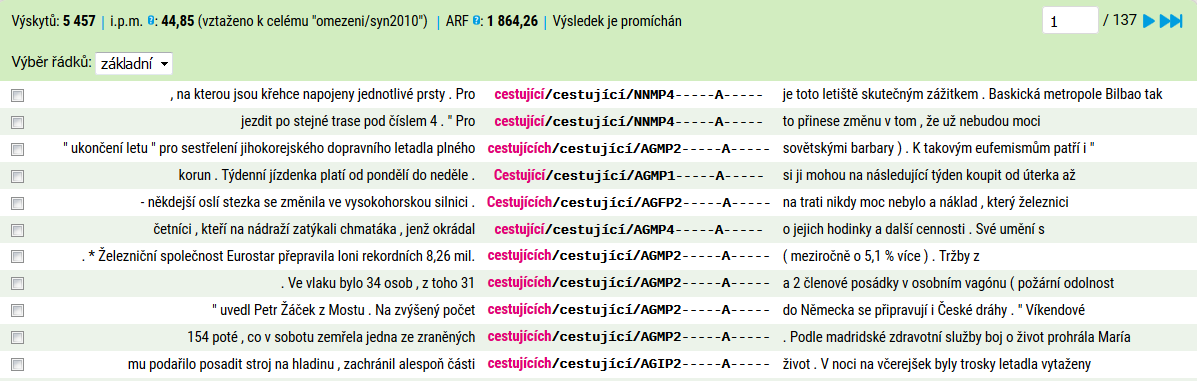 Výskytů: 5 457 | i.p.m. ?: 44,85 (vztaženo k celému "omezeni/syn2010") | ARF ?: 1 864,26 | Výsledek je promíchán 1 / 137
Výběr řádků: základní
, na kterou jsou křehce napojeny jednotlivé prsty . Pro cestující/cestující/NNMP4-----A----- je toto letiště skutečným zážitkem . Baskická metropole Bilbao tak
jezdit po stejné trase pod číslem 4 . " Pro cestující/cestující/NNMP4-----A----- to přinese změnu v tom , že už nebudou moci
" ukončení letu " pro sestřelení jihokorejského dopravního letadla plného cestujících/cestující/AGMP2-----A----- sovětskými barbary ) . K takovým eufemismům patří i "
korun . Týdenní jízdenka platí od pondělí do neděle . Cestující/cestující/AGMP1-----A----- si ji mohou na následující týden koupit od úterka až
- někdejší oslí stezka se změnila ve vysokohorskou silnici . Cestujících/cestující/AGFP2-----A----- na trati nikdy moc nebylo a náklad , který železnici
četníci , kteří na nádraží zatýkali chmatáka , jenž okrádal cestující/cestující/AGMP4-----A----- o jejich hodinky a další cennosti . Své umění s
. * Železniční společnost Eurostar přepravila loni rekordních 8,26 mil. cestujících/cestující/AGMP2-----A----- ( meziročně o 5,1 % více ) . Tržby z
. Ve vlaku bylo 34 osob , z toho 31 cestujících/cestující/AGMP2-----A----- a 2 členové posádky v osobním vagónu ( požární odolnost
" uvedl Petr Žáček z Mostu . Na zvýšený počet cestujících/cestující/AGMP2-----A----- do Německa se připravují i České dráhy . " Víkendové
154 poté , co v sobotu zemřela jedna ze zraněných cestujících/cestující/AGMP2-----A----- . Podle madridské zdravotní služby boj o život prohrála María
mu podařilo posadit stroj na hladinu , zachránil alespoň části cestujících/cestující/AGIP2-----A----- život . V noci na včerejšek byly trosky letadla vytaženy